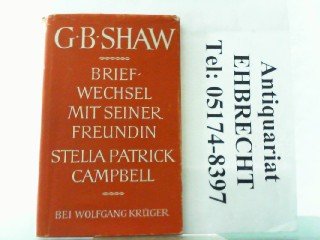 G·B·SHAW
BRIEF-
WECHSEL
MIT SEINER
FREUNDIN
STELLA PATRICK
CAMPBELL
BEI WOLFGANG KRÜGER
Antiquariat
EHBRECHT
Tel: 05174-8397